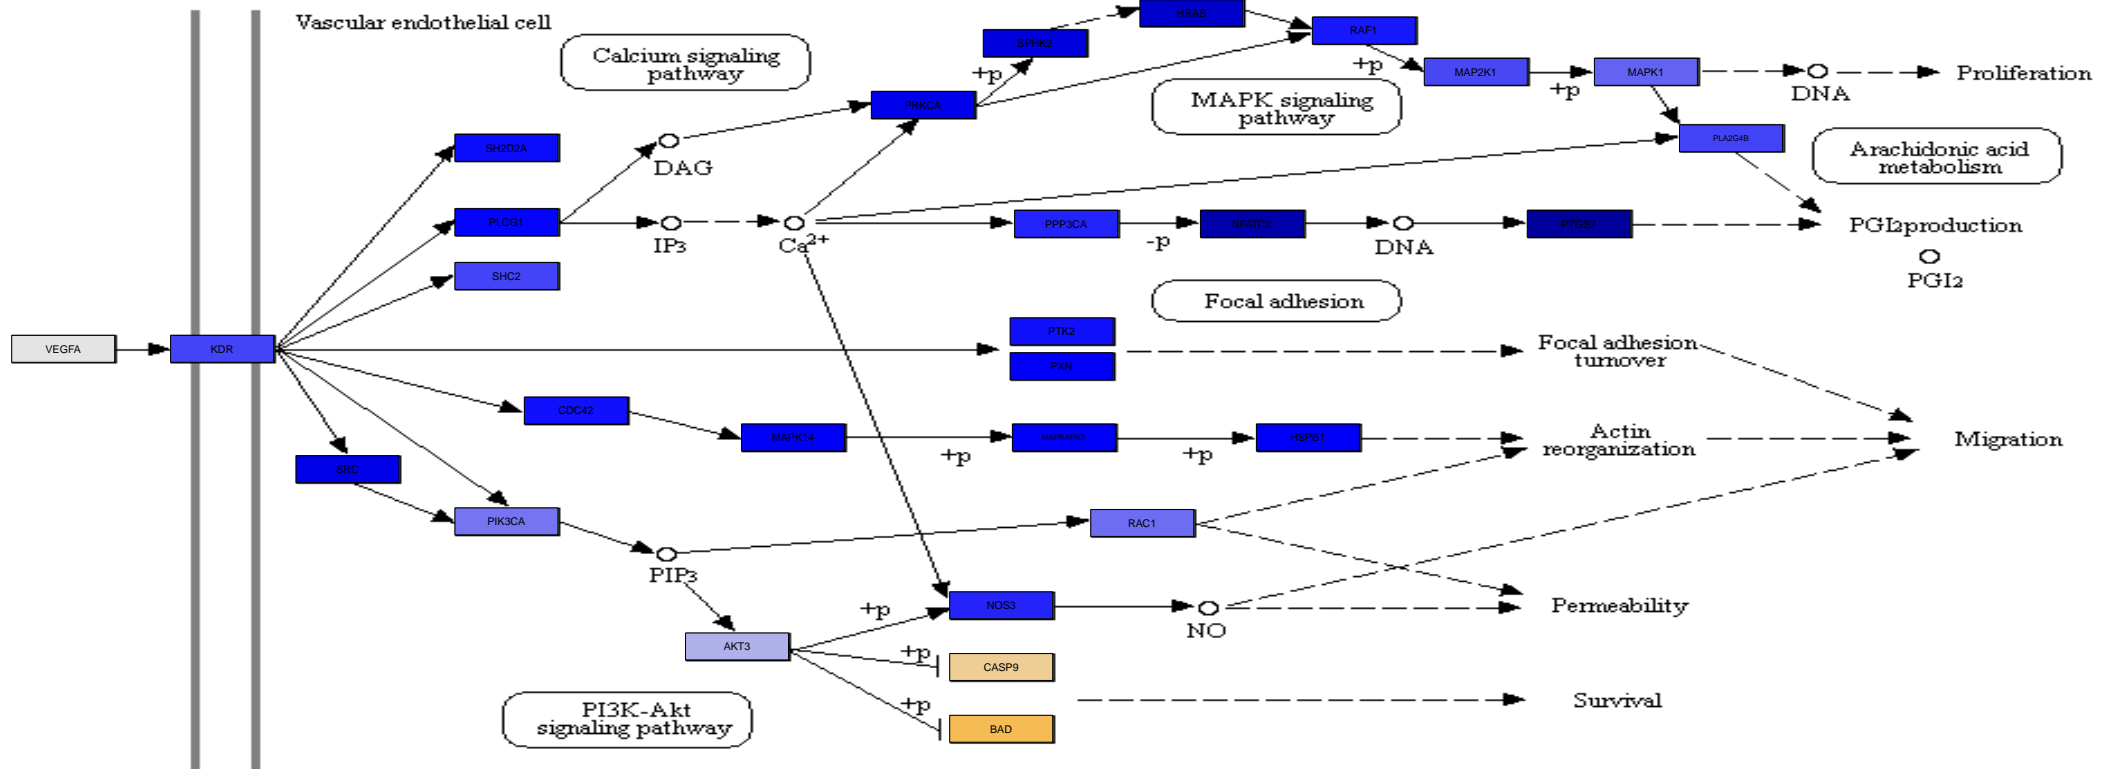 Vascular endothelial cell
HRAS
Calcium signaling
pathway
SPHK2
RAF1
+p
+p
MAP2K1
MAPK1
+p
DNA
Proliferation
PRKCA
MAPK signaling
pathway
PLA2G4B
Arachidonic acid
metabolism
SH2D2A
DAG
PLCG1
IP3
Ca2+
PPP3CA
-p
NFATC2
DNA
PTGS2
PGI2production
PGI2
SHC2
Focal adhesion
VEGFA
KDR
PTK2
PXN
Focal adhesion
turnover
CDC42
MAPK14
+p
+p
HSPB1
Actin
reorganization
Migration
SRC
PIK3CA
RAC1
PIP3
+p
NOS3
NO
Permeability
AKT3
+p
CASP9
+p
BAD
Survival
PI3K-Akt
signaling pathway